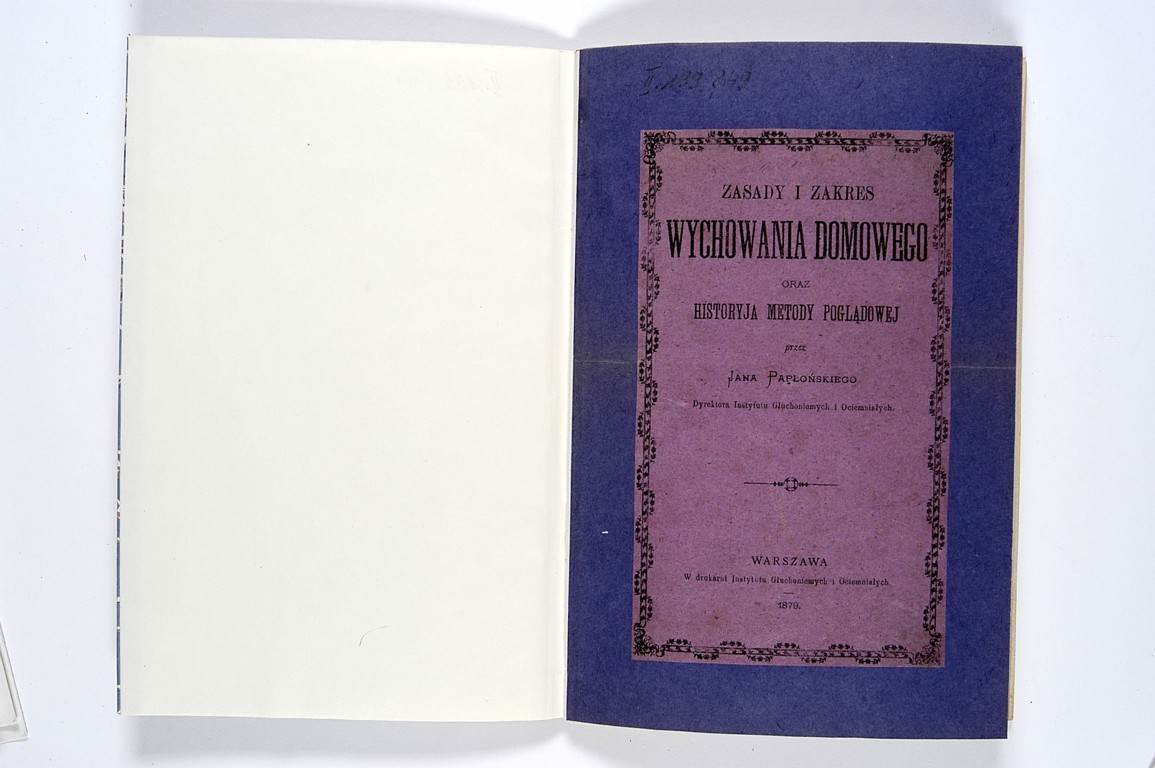 II. 139.849
ZASADY I ZAKRES
WYCHOWANIA DOMOWEGO
ORAZ
HISTORYJA METODY POGLĄDOWEJ
przez
JANA PAPŁOŃSKIEGO
Dyrektora Instytutu Głuchoniemych i Ociemniałych.
WARSZAWA
W drukarni Instytutu Głuchoniemych i Ociemniałych.
1879.